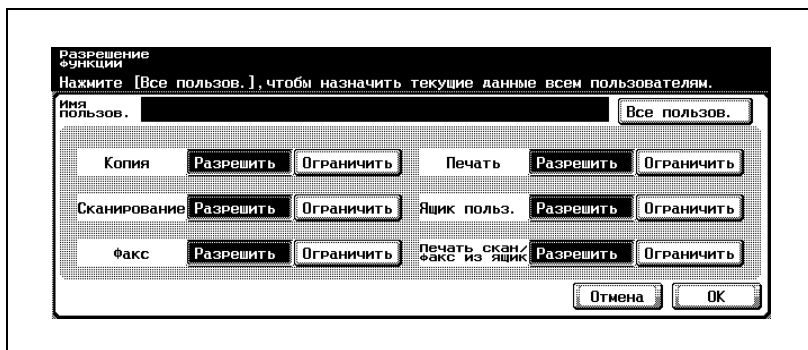 Разрешение
функции
Нажмите [Все пользов.],чтобы назначить текущие данные всем пользователям.
Имя
пользов.
Все пользов.
Копия Разрешить Ограничить Печать Разрешить Ограничить
Сканирование Разрешить Ограничить Ящик польз. Разрешить Ограничить
Факс Разрешить Ограничить Печать скан/
факс из ящик Разрешить Ограничить
Отмена OK